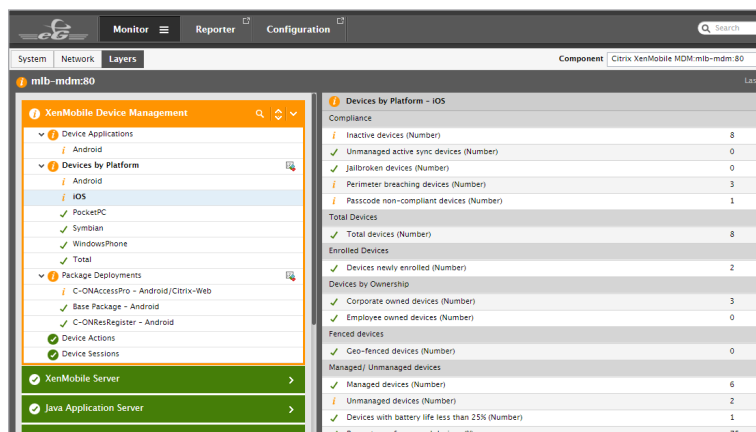 eG
Monitor
Reporter
Configuration
Search
System
Network
Layers
Component
Citrix XenMobile MDM:mlb-mdm:80
mlb-mdm:80
Las
XenMobile Device Management
Device Applications
Android
Devices by Platform
Android
iOS
PocketPC
Symbian
WindowsPhone
Total
Package Deployments
C-ONAccessPro - Android/Citrix-Web
Base Package - Android
C-ONResRegister - Android
Device Actions
Device Sessions
XenMobile Server
Java Application Server
Devices by Platform - iOS
Compliance
Inactive devices (Number) 8
Unmanaged active sync devices (Number) 0
Jailbroken devices (Number) 0
Perimeter breaching devices (Number) 3
Passcode non-compliant devices (Number) 1
Total Devices
Total devices (Number) 8
Enrolled Devices
Devices newly enrolled (Number) 2
Devices by Ownership
Corporate owned devices (Number) 3
Employee owned devices (Number) 0
Fenced devices
Geo-fenced devices (Number) 0
Managed/ Unmanaged devices
Managed devices (Number) 6
Unmanaged devices (Number) 2
Devices with battery life less than 25% (Number) 1